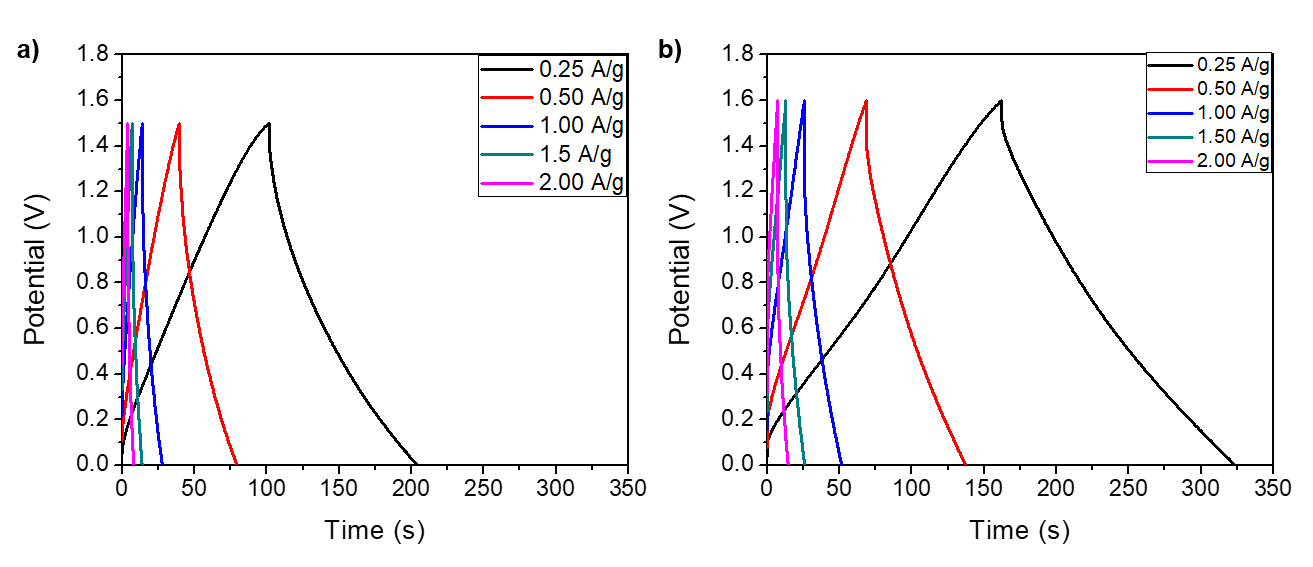 a)
1.8
1.6
1.4
1.2
1.0
0.8
0.6
0.4
0.2
0.0
Potential (V)
0.25 A/g
0.50 A/g
1.00 A/g
1.5 A/g
2.00 A/g
0 50 100 150 200 250 300 350
Time (s)
b)
1.8
1.6
1.4
1.2
1.0
0.8
0.6
0.4
0.2
0.0
Potential (V)
0.25 A/g
0.50 A/g
1.00 A/g
1.50 A/g
2.00 A/g
0 50 100 150 200 250 300 350
Time (s)